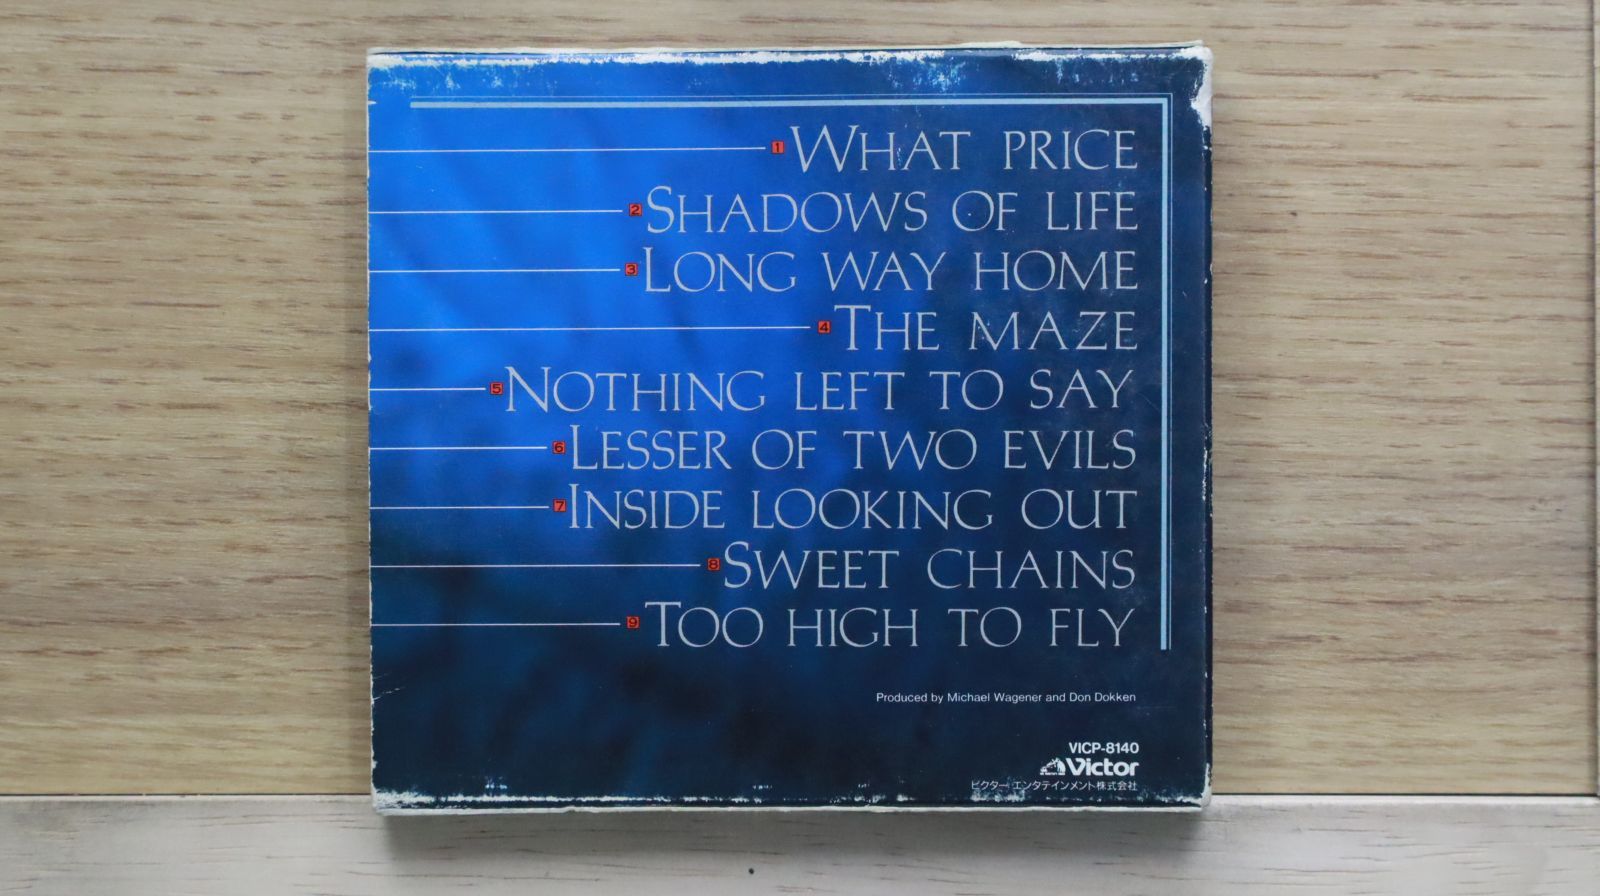 1 WHAT PRICE
2 SHADOWS OF LIFE
3 LONG WAY HOME
4 THE MAZE
5 NOTHING LEFT TO SAY
6 LESSER OF TWO EVILS
7 INSIDE LOOKING OUT
8 SWEET CHAINS
9 TOO HIGH TO FLY
Produced by Michael Wagener and Don Dokken
VICP-8140
Victor
ビクター エンタテインメント株式会社